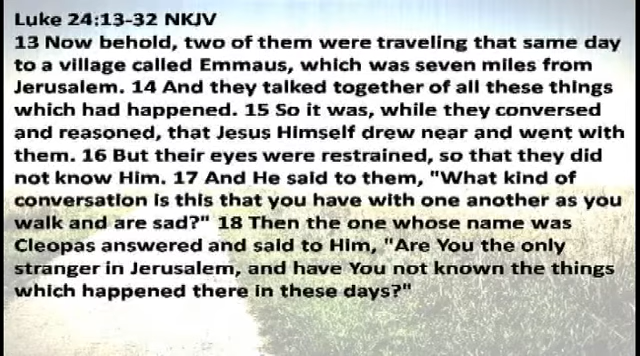 Luke 24:13-32 NKJV
13 Now behold, two of them were traveling that same day
to a village called Emmaus, which was seven miles from
Jerusalem. 14 And they talked together of all these things
which had happened. 15 So it was, while they conversed
and reasoned, that Jesus Himself drew near and went with
them. 16 But their eyes were restrained, so that they did
not know Him. 17 And He said to them, "What kind of
conversation is this that you have with one another as you
walk and are sad?" 18 Then the one whose name was
Cleopas answered and said to Him, "Are You the only
stranger in Jerusalem, and have You not known the things
which happened there in these days?"